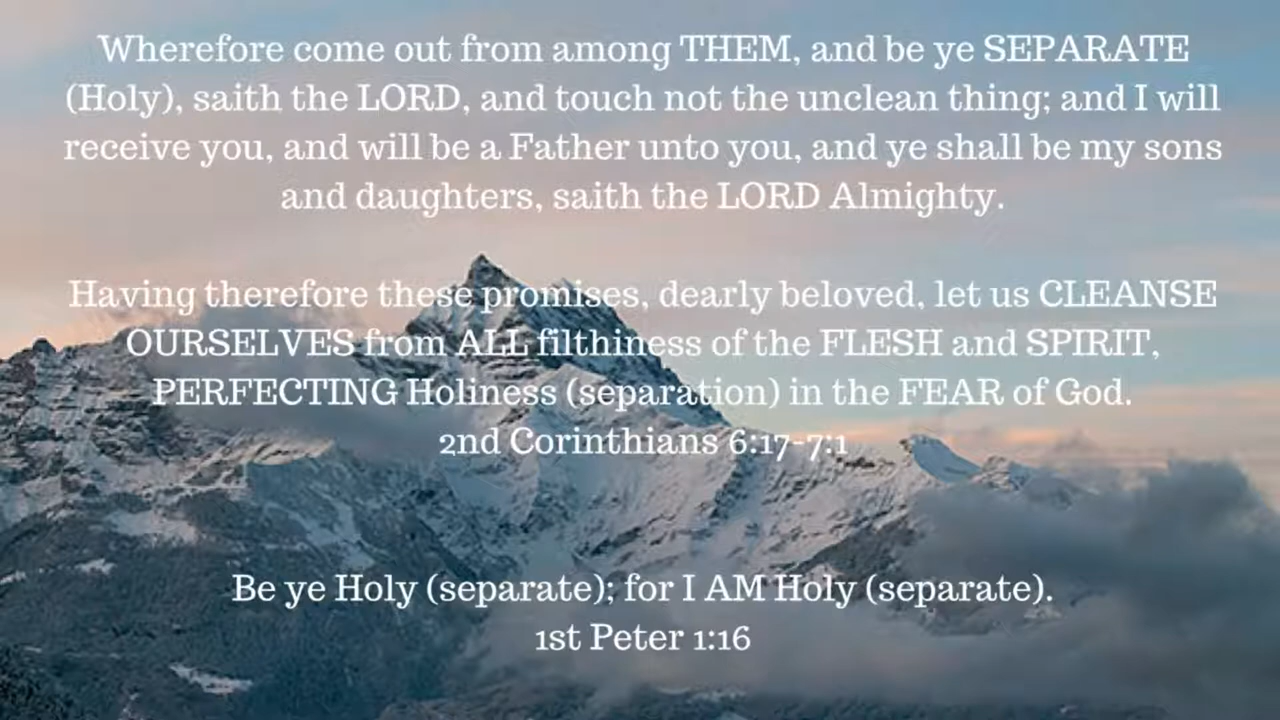 Wherefore come out from among THEM, and be ye SEPARATE
(Holy), saith the LORD, and touch not the unclean thing; and I will
receive you, and will be a Father unto you, and ye shall be my sons
and daughters, saith the LORD Almighty.
Having therefore these promises, dearly beloved, let us CLEANSE
OURSELVES from ALL filthiness of the FLESH and SPIRIT,
PERFECTING Holiness (separation) in the FEAR of God.
2nd Corinthians 6:17-7:1
Be ye Holy (separate); for I AM Holy (separate).
1st Peter 1:16